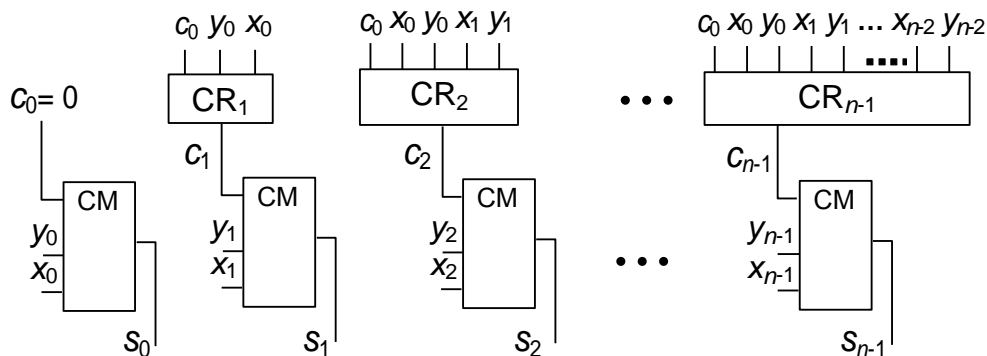 c0 y0 x0
c0 x0 y0 x1 y1
c0 x0 y0 x1 y1 ... xn-2 yn-2
c0= 0
CR1
CR2
CRn-1
c1
c2
cn-1
CM
CM
CM
CM
y0
x0
y1
x1
y2
x2
yn-1
xn-1
s0
s1
s2
sn-1